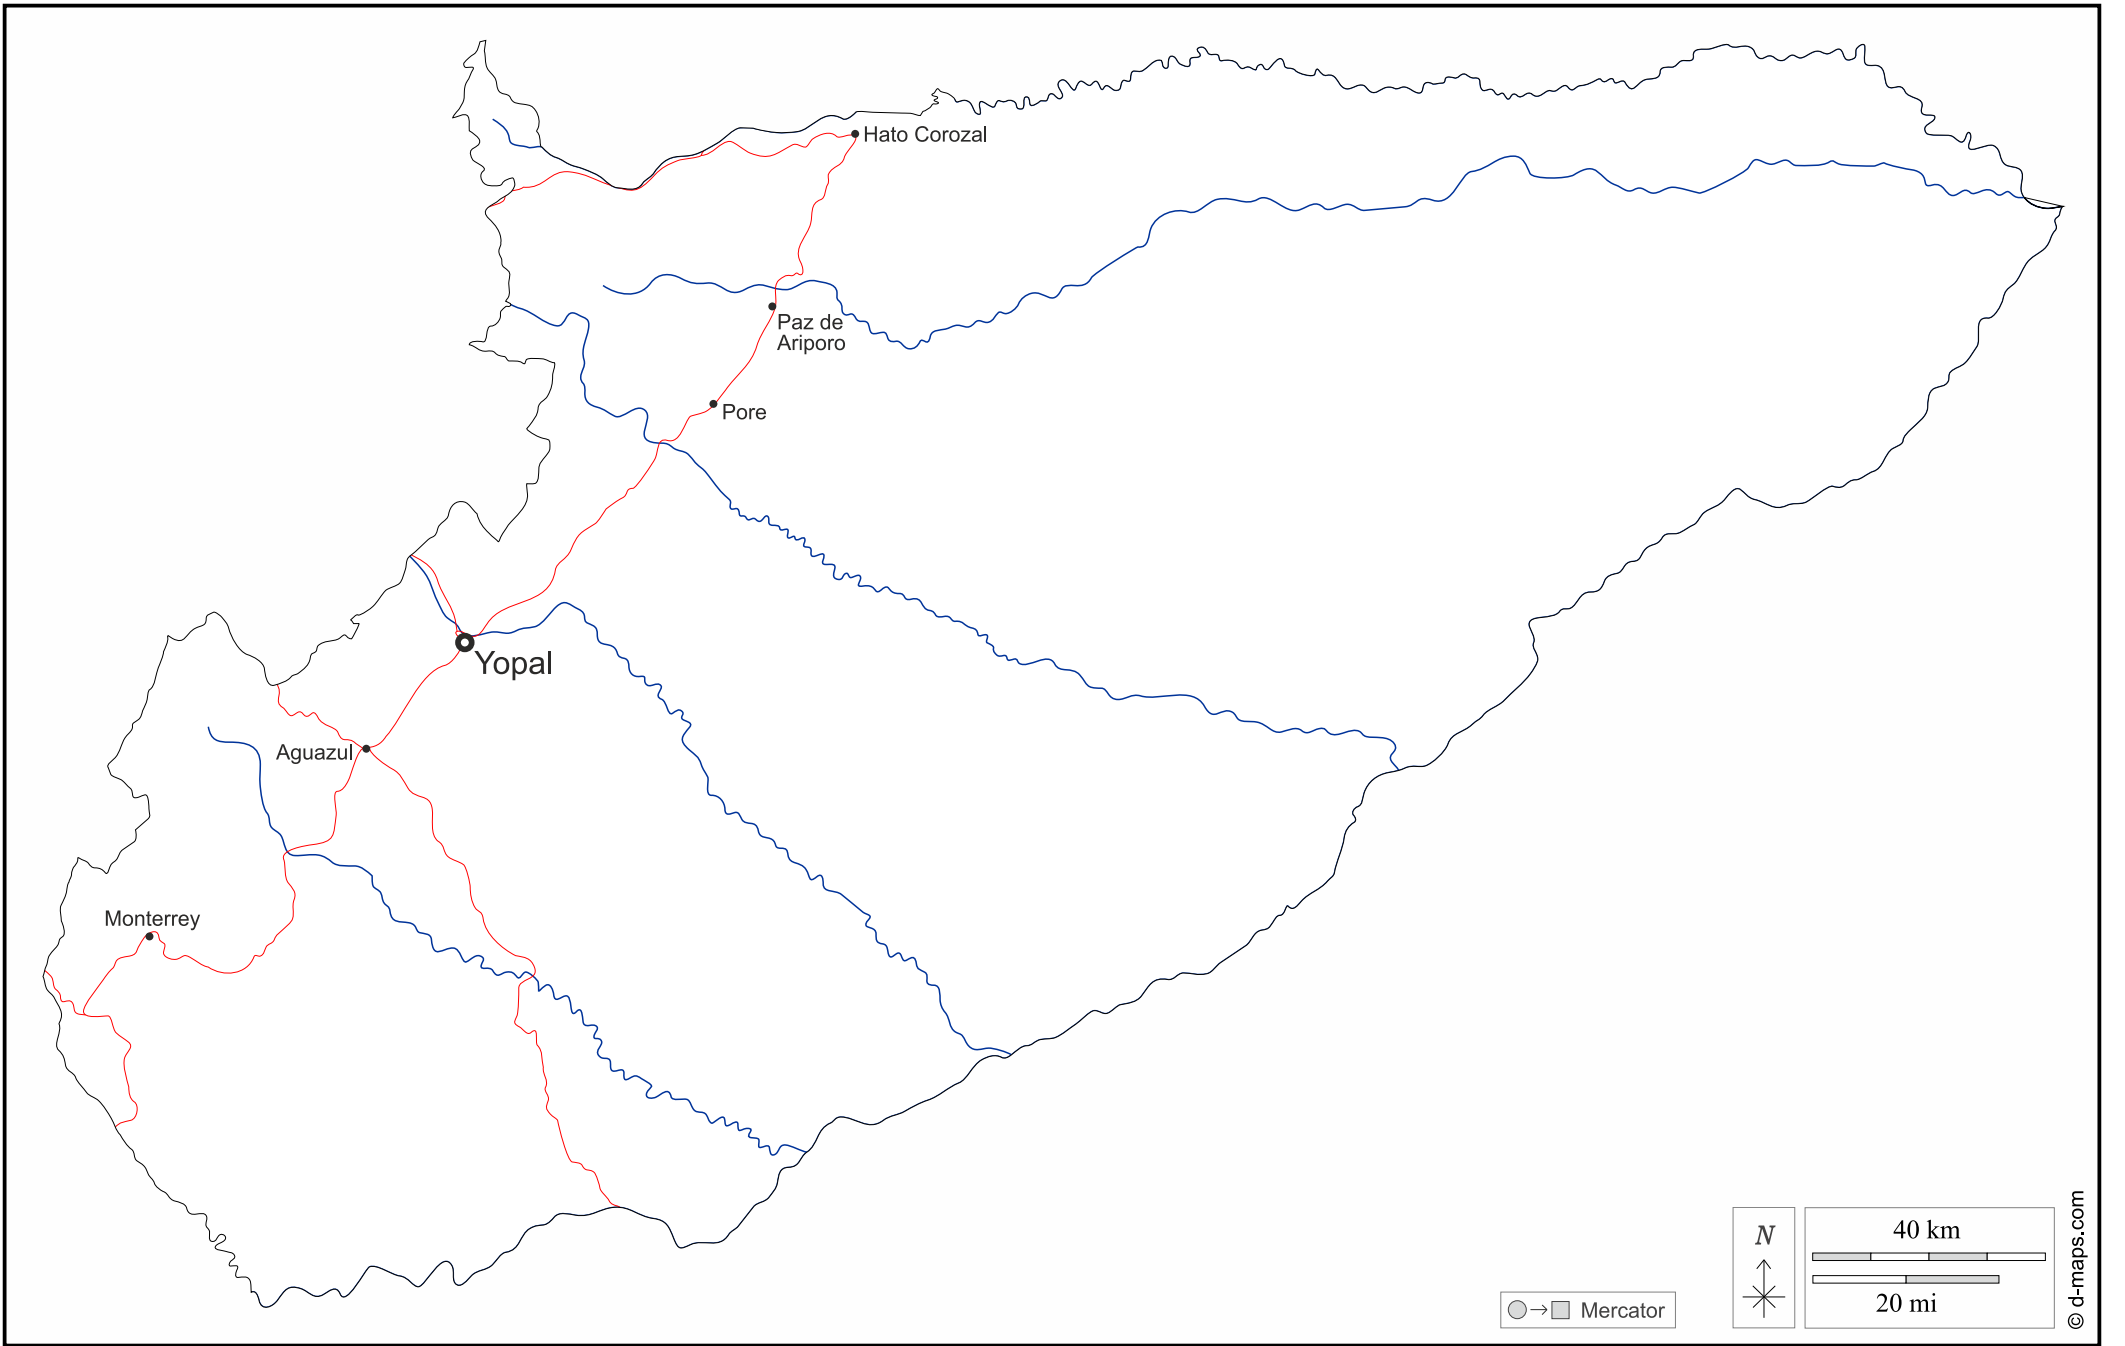 Hato Corozal
Paz de
Ariporo
Pore
Yopal
Aguazul
Monterrey
N
40 km
20 mi
Mercator
© d-maps.com